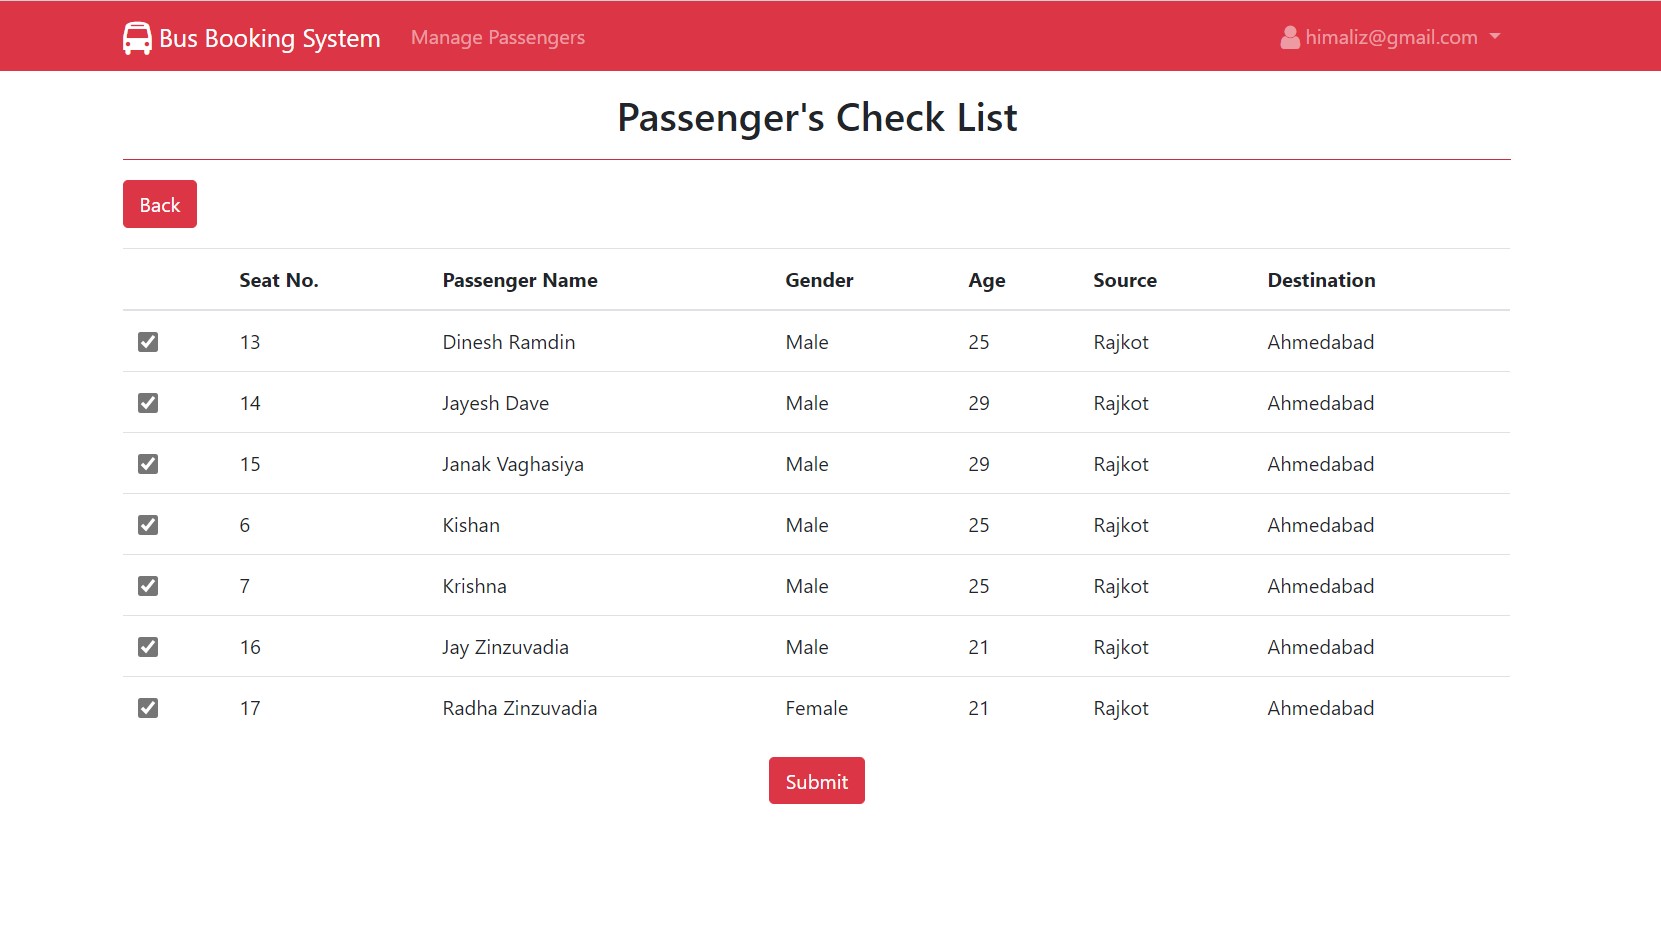 Bus Booking System Manage Passengers himaliz@gmail.com
Passenger's Check List
Back
Seat No. Passenger Name Gender Age Source Destination
13 Dinesh Ramdin Male 25 Rajkot Ahmedabad
14 Jayesh Dave Male 29 Rajkot Ahmedabad
15 Janak Vaghasiya Male 29 Rajkot Ahmedabad
6 Kishan Male 25 Rajkot Ahmedabad
7 Krishna Male 25 Rajkot Ahmedabad
16 Jay Zinzuvadia Male 21 Rajkot Ahmedabad
17 Radha Zinzuvadia Female 21 Rajkot Ahmedabad
Submit